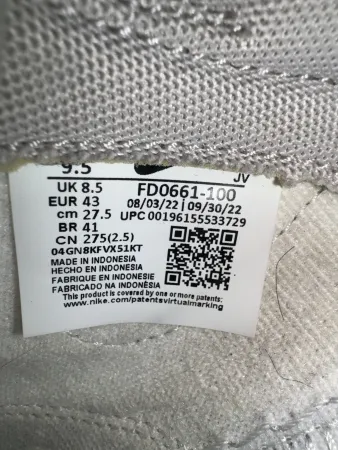 9.5
JV
UK 8.5
FD0661-100
EUR 43
08/03/22 | 09/30/22
cm 27.5
UPC 00196155533729
BR 41
CN 275(2.5)
04GN8KFVX51KT
MADE IN INDONESIA
HECHO EN INDONESIA
FABRIQUE EN INDONESIE
FABRICADO NA INDONÉSIA
This product is covered by one or more patents. See
www.nike.com/patentsvirtualmarking